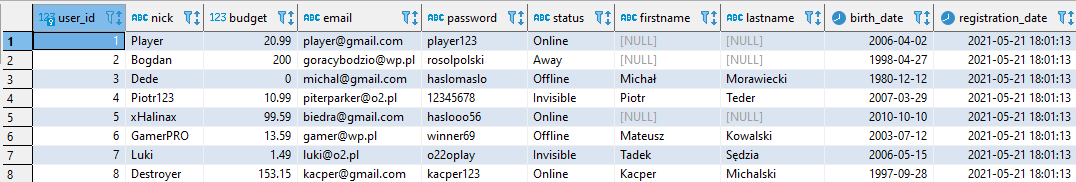 123 user_id ABC nick 123 budget ABC email ABC password ABC status ABC firstname ABC lastname birth_date registration_date
1 1 Player 20.99 player@gmail.com player123 Online [NULL] [NULL] 2006-04-02 2021-05-21 18:01:13
2 2 Bogdan 200 goracybodzio@wp.pl rosolpolski Away [NULL] [NULL] 1998-04-27 2021-05-21 18:01:13
3 3 Dede 0 michal@gmail.com haslomaslo Offline Michał Morawiecki 1980-12-12 2021-05-21 18:01:13
4 4 Piotr123 10.99 piterparker@o2.pl 12345678 Invisible Piotr Teder 2007-03-29 2021-05-21 18:01:13
5 5 xHalinax 99.59 biedra@gmail.com haslooo56 Online [NULL] [NULL] 2010-10-10 2021-05-21 18:01:13
6 6 GamerPRO 13.59 gamer@wp.pl winner69 Offline Mateusz Kowalski 2003-07-12 2021-05-21 18:01:13
7 7 Luki 1.49 luki@o2.pl o22oplay Invisible Tadek Sędzia 2006-05-15 2021-05-21 18:01:13
8 8 Destroyer 153.15 kacper@gmail.com kacper123 Online Kacper Michalski 1997-09-28 2021-05-21 18:01:13